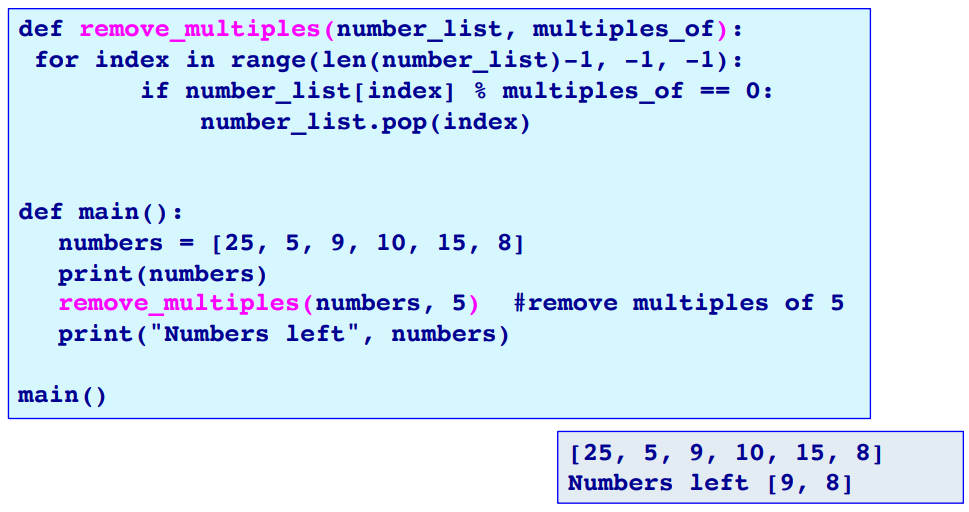 def remove_multiples(number_list, multiples_of):
for index in range(len(number_list)-1, -1, -1):
if number_list[index] % multiples_of == 0:
number_list.pop(index)
def main():
numbers = [25, 5, 9, 10, 15, 8]
print(numbers)
remove_multiples(numbers, 5) #remove multiples of 5
print("Numbers left", numbers)
main()
[25, 5, 9, 10, 15, 8]
Numbers left [9, 8]